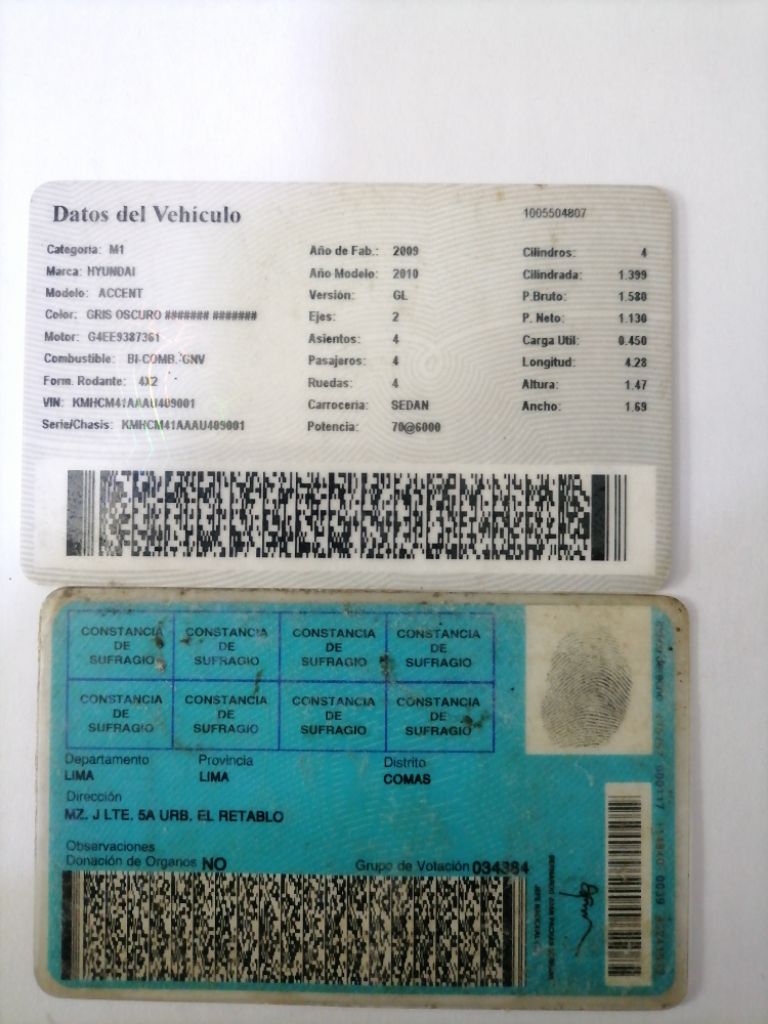 Datos del Vehículo
1005504807
Categoria: M1
Marca: HYUNDAI
Modelo: ACCENT
Color: GRIS OSCURO ####### #######
Motor: G4EE9387361
Combustible: BI-COMB. GNV
Form. Rodante: 4X2
VIN: KMHCM41AAAU409001
Serie/Chasis: KMHCM41AAAU409001
Año de Fab.: 2009
Año Modelo: 2010
Versión: GL
Ejes: 2
Asientos: 4
Pasajeros: 4
Ruedas: 4
Carrocería: SEDAN
Potencia: 70@6000
Cilindros: 4
Cilindrada: 1.399
P.Bruto: 1.580
P. Neto: 1.130
Carga Util: 0.450
Longitud: 4.28
Altura: 1.47
Ancho: 1.69
CONSTANCIA DE SUFRAGIO
CONSTANCIA DE SUFRAGIO
CONSTANCIA DE SUFRAGIO
CONSTANCIA DE SUFRAGIO
CONSTANCIA DE SUFRAGIO
CONSTANCIA DE SUFRAGIO
CONSTANCIA DE SUFRAGIO
CONSTANCIA DE SUFRAGIO
Departamento Provincia Distrito
LIMA LIMA COMAS
Dirección
MZ. J LTE. 5A URB. EL RETABLO
Observaciones
Donación de Organos NO Grupo de Votación 034384